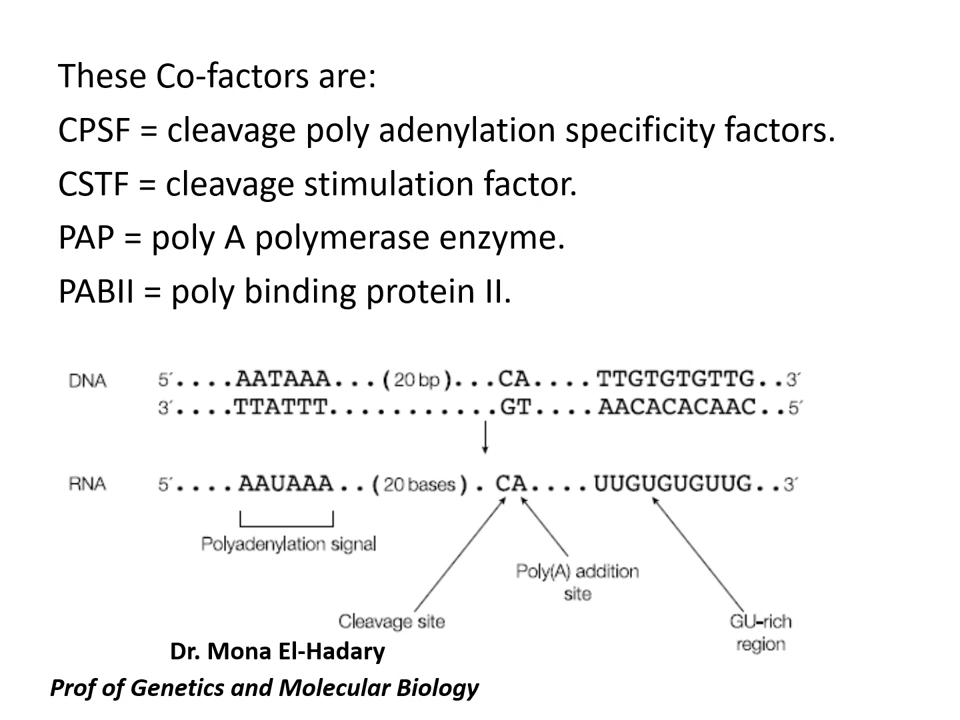 These Co-factors are:
CPSF = cleavage poly adenylation specificity factors.
CSTF = cleavage stimulation factor.
PAP = poly A polymerase enzyme.
PABII = poly binding protein II.
DNA 5´....AATAAA...(20 bp)...CA....TTGTGTGTTG..3´
3´....TTATTT...........GT....AACACACAAC..5´
RNA 5´....AAUAAA..(20 bases).CA....UUGUGUGUUG..3´
Polyadenylation signal
Poly(A) addition
site
Cleavage site
GU-rich
region
Dr. Mona El-Hadary
Prof of Genetics and Molecular Biology